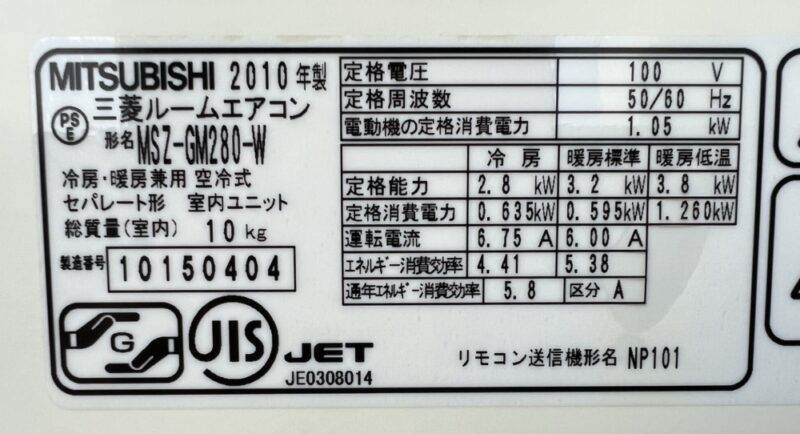 MITSUBISHI 2010年製
三菱ルームエアコン
PS
E
形名 MSZ-GM280-W
冷房・暖房兼用 空冷式
セパレート形 室内ユニット
総質量(室内) 10kg
製造番号 10150404
G
JIS JET
JE0308014
定格電圧 100 V
定格周波数 50/60 Hz
電動機の定格消費電力 1.05 kW
冷房 暖房標準 暖房低温
定格能力 2.8 kW 3.2 kW 3.8 kW
定格消費電力 0.635kW 0.595kW 1.260kW
運転電流 6.75 A 6.00 A
エネルギー消費効率 4.41 5.38
通年エネルギー消費効率 5.8 区分 A
リモコン送信機形名 NP101